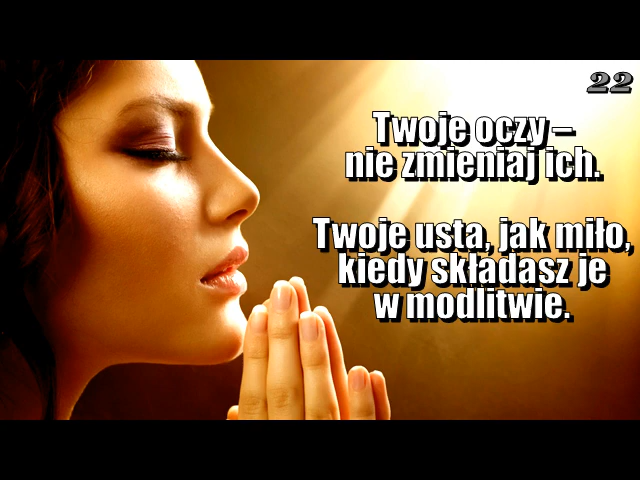 22
Twoje oczy –
nie zmieniaj ich.
Twoje usta, jak miło,
kiedy składasz je
w modlitwie.